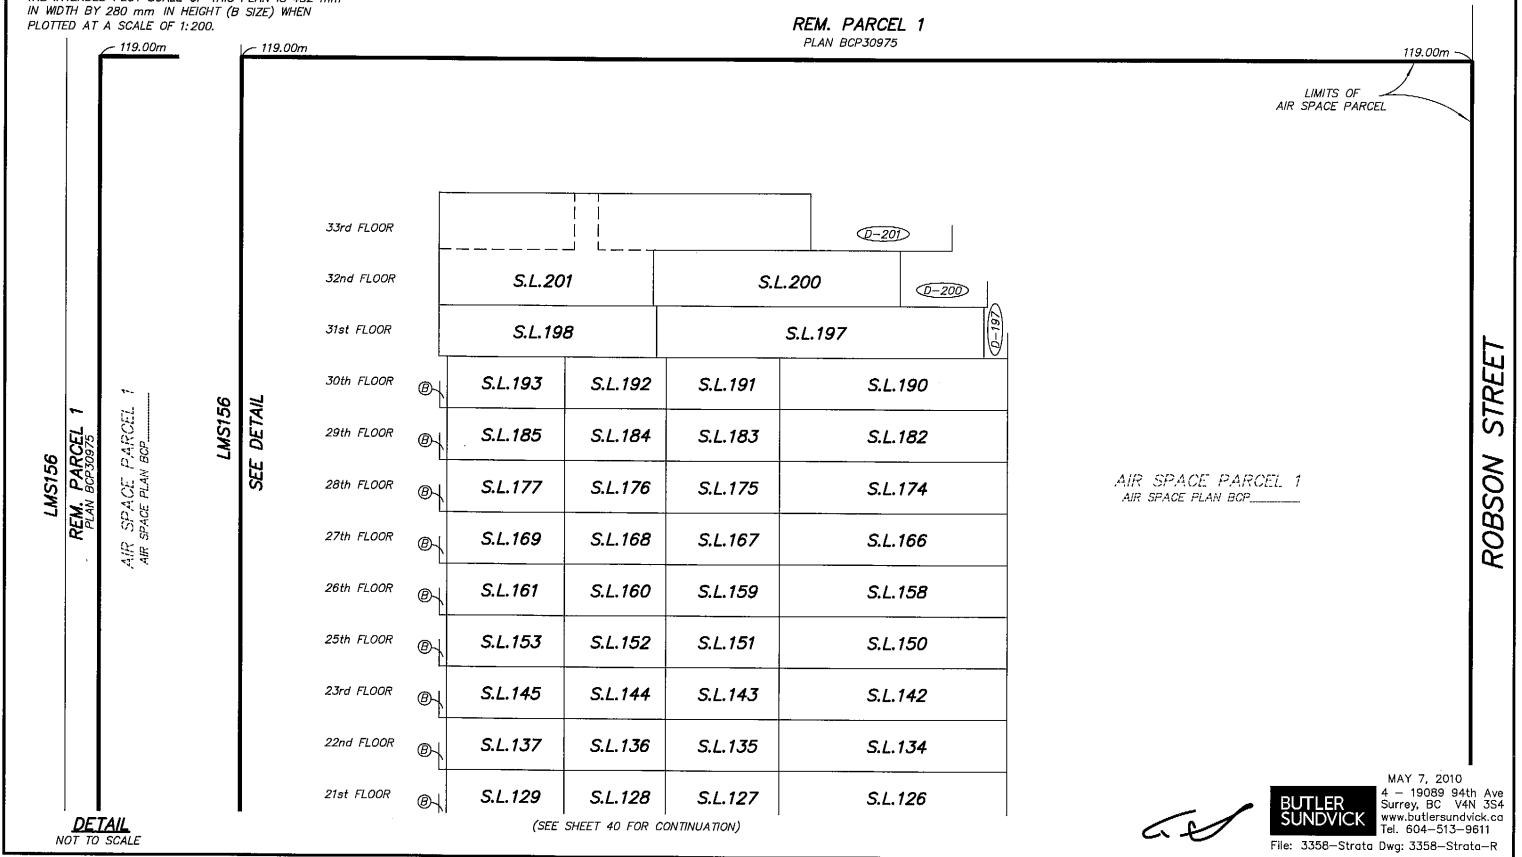 IN WIDTH BY 280 mm IN HEIGHT (B SIZE) WHEN
PLOTTED AT A SCALE OF 1:200.
REM. PARCEL 1
PLAN BCP30975
119.00m
119.00m
119.00m
LIMITS OF
AIR SPACE PARCEL
33rd FLOOR
D-201
32nd FLOOR
S.L.201
S.L.200
D-200
31st FLOOR
S.L.198
S.L.197
D-197
30th FLOOR
B
S.L.193
S.L.192
S.L.191
S.L.190
29th FLOOR
B
S.L.185
S.L.184
S.L.183
S.L.182
28th FLOOR
B
S.L.177
S.L.176
S.L.175
S.L.174
27th FLOOR
B
S.L.169
S.L.168
S.L.167
S.L.166
26th FLOOR
B
S.L.161
S.L.160
S.L.159
S.L.158
25th FLOOR
B
S.L.153
S.L.152
S.L.151
S.L.150
23rd FLOOR
B
S.L.145
S.L.144
S.L.143
S.L.142
22nd FLOOR
B
S.L.137
S.L.136
S.L.135
S.L.134
21st FLOOR
B
S.L.129
S.L.128
S.L.127
S.L.126
(SEE SHEET 40 FOR CONTINUATION)
LMS156
REM. PARCEL 1
PLAN BCP30975
AIR SPACE PARCEL 1
AIR SPACE PLAN BCP______
LMS156
SEE DETAIL
AIR SPACE PARCEL 1
AIR SPACE PLAN BCP______
ROBSON STREET
DETAIL
NOT TO SCALE
BUTLER
SUNDVICK
MAY 7, 2010
4 - 19089 94th Ave
Surrey, BC V4N 3S4
www.butlersundvick.ca
Tel. 604-513-9611
File: 3358-Strata Dwg: 3358-Strata-R